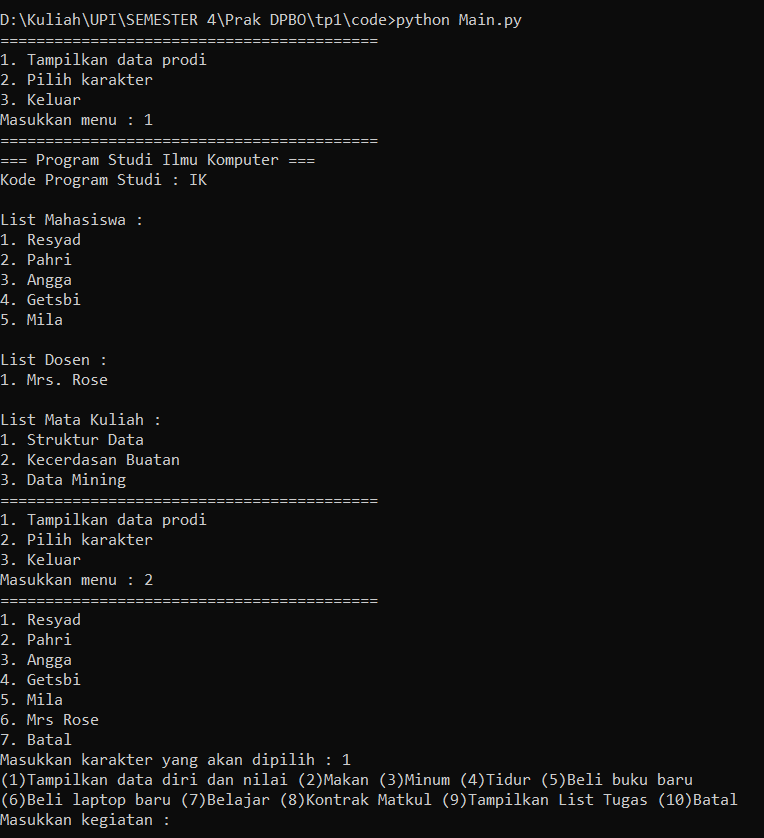 D:\Kuliah\UPI\SEMESTER 4\Prak DPBO\tp1\code>python Main.py
==========================================
1. Tampilkan data prodi
2. Pilih karakter
3. Keluar
Masukkan menu : 1
==========================================
=== Program Studi Ilmu Komputer ===
Kode Program Studi : IK

List Mahasiswa :
1. Resyad
2. Pahri
3. Angga
4. Getsbi
5. Mila

List Dosen :
1. Mrs. Rose

List Mata Kuliah :
1. Struktur Data
2. Kecerdasan Buatan
3. Data Mining
==========================================
1. Tampilkan data prodi
2. Pilih karakter
3. Keluar
Masukkan menu : 2
==========================================
1. Resyad
2. Pahri
3. Angga
4. Getsbi
5. Mila
6. Mrs Rose
7. Batal
Masukkan karakter yang akan dipilih : 1
(1)Tampilkan data diri dan nilai (2)Makan (3)Minum (4)Tidur (5)Beli buku baru
(6)Beli laptop baru (7)Belajar (8)Kontrak Matkul (9)Tampilkan List Tugas (10)Batal
Masukkan kegiatan :